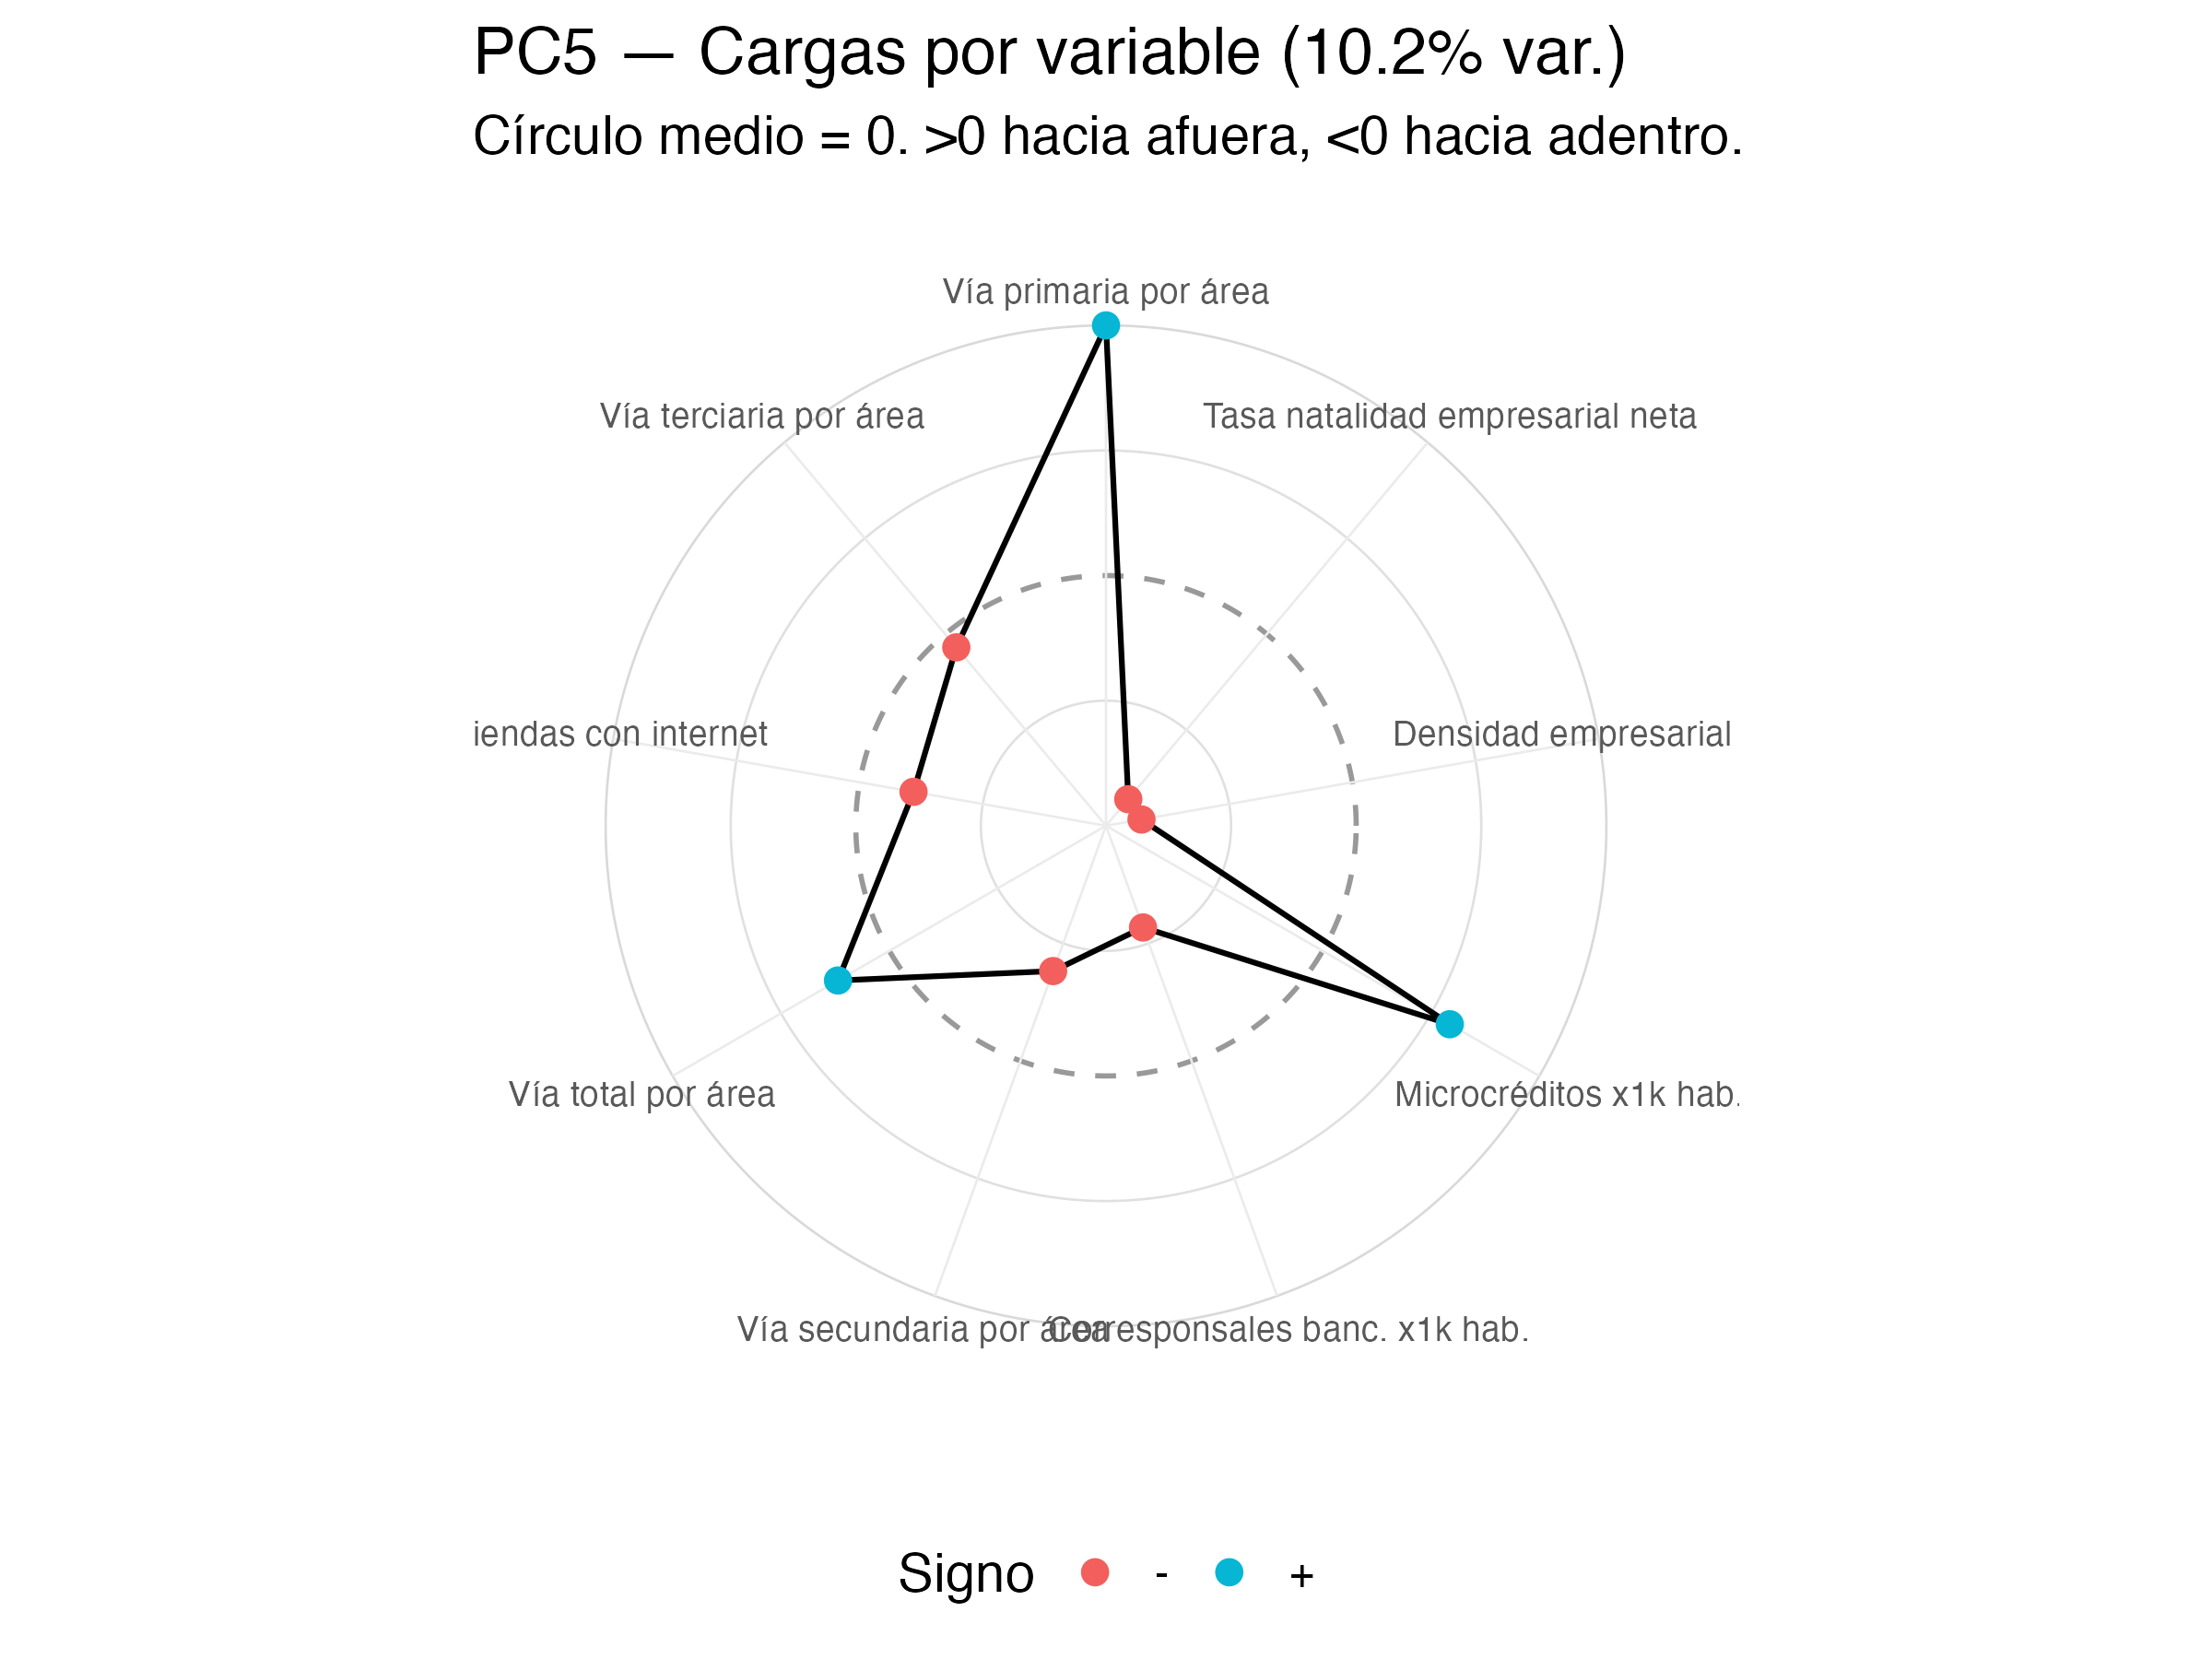 PC5 — Cargas por variable (10.2% var.)
Círculo medio = 0. >0 hacia afuera, <0 hacia adentro.
Vía primaria por área
Vía terciaria por área
Tasa natalidad empresarial neta
iendas con internet
Densidad empresarial
Vía total por área
Microcréditos x1k hab.
Vía secundaria por área
Corresponsales banc. x1k hab.
Signo - +